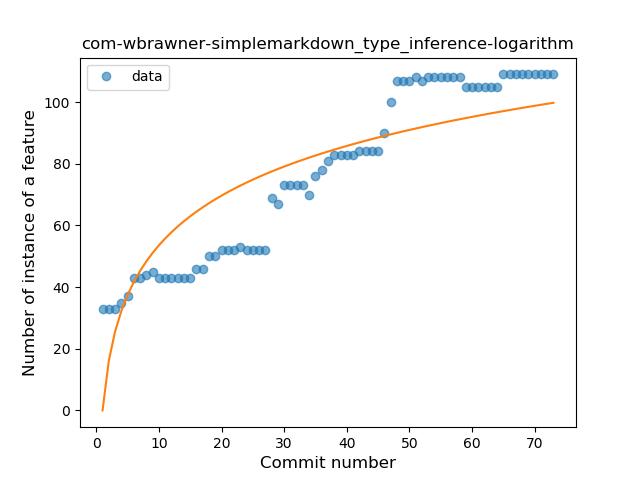 com-wbrawner-simplemarkdown_type_inference-logarithm
data
Number of instance of a feature
100
80
60
40
20
0
0 10 20 30 40 50 60 70
Commit number